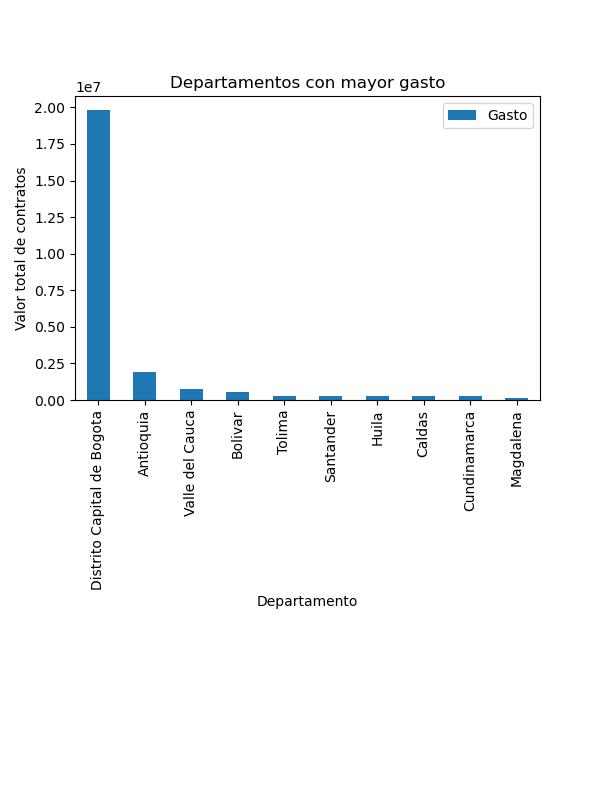 Departamentos con mayor gasto
1e7
Gasto
Valor total de contratos
2.00
1.75
1.50
1.25
1.00
0.75
0.50
0.25
0.00
Distrito Capital de Bogota
Antioquia
Valle del Cauca
Bolivar
Tolima
Santander
Huila
Caldas
Cundinamarca
Magdalena
Departamento